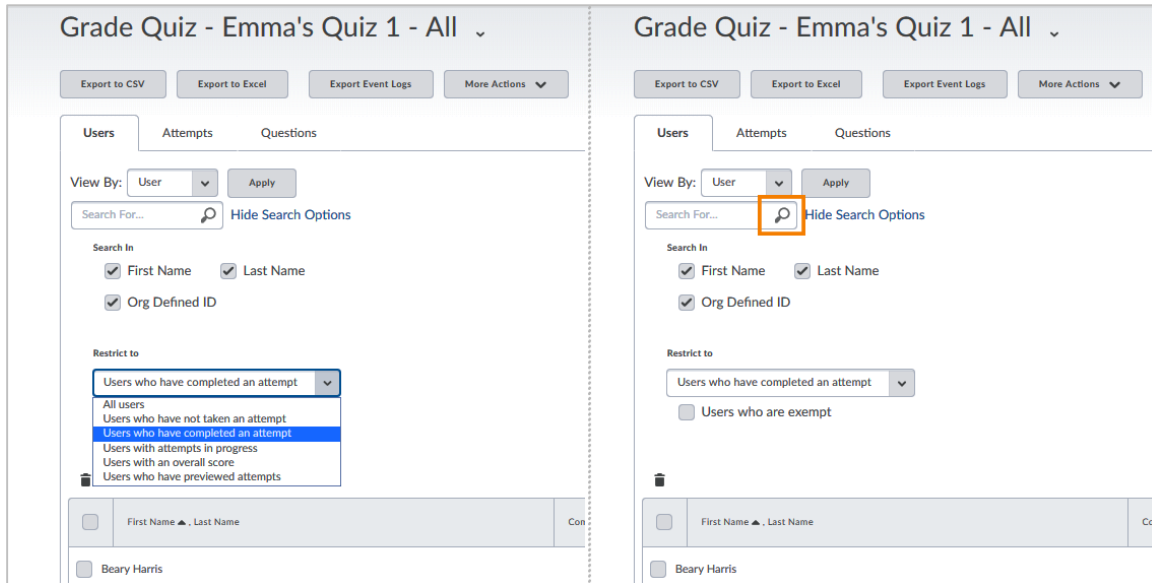 Grade Quiz - Emma's Quiz 1 - All
Export to CSV Export to Excel Export Event Logs More Actions
Users Attempts Questions
View By: User Apply
Search For... Hide Search Options
Search In
First Name Last Name
Org Defined ID
Restrict to
Users who have completed an attempt
All users
Users who have not taken an attempt
Users who have completed an attempt
Users with attempts in progress
Users with an overall score
Users who have previewed attempts
First Name , Last Name Con
Beary Harris
Grade Quiz - Emma's Quiz 1 - All
Export to CSV Export to Excel Export Event Logs More Actions
Users Attempts Questions
View By: User Apply
Search For... Hide Search Options
Search In
First Name Last Name
Org Defined ID
Restrict to
Users who have completed an attempt
Users who are exempt
First Name , Last Name Co
Beary Harris